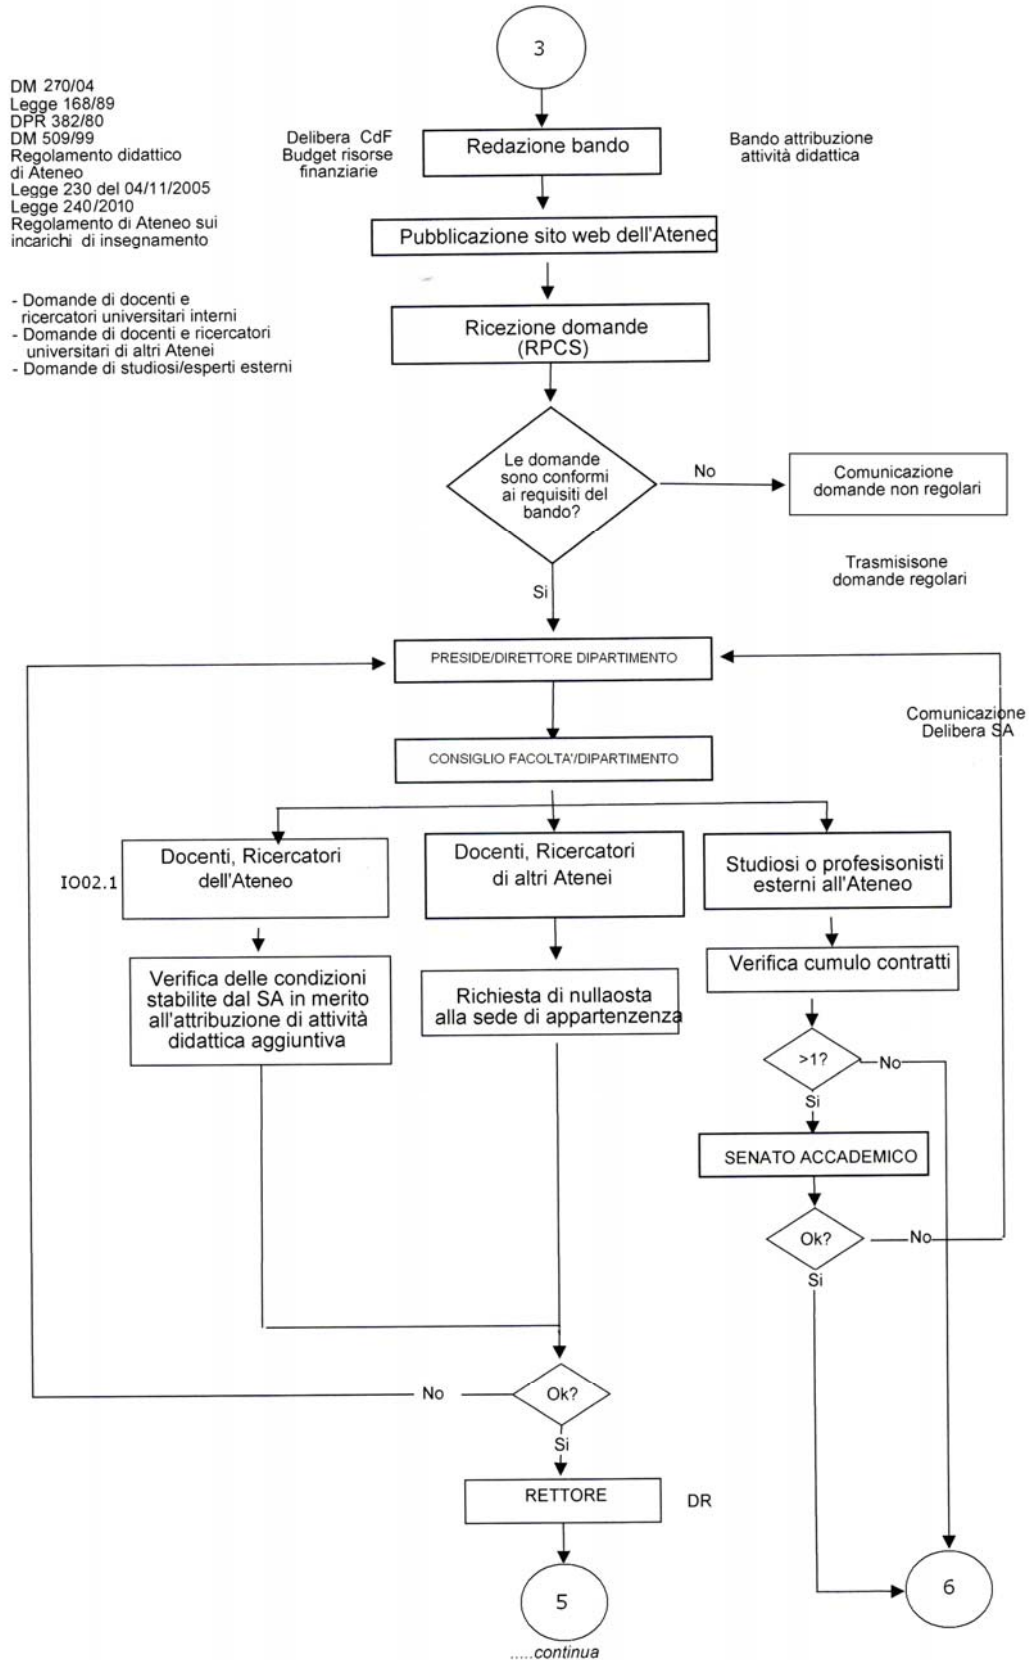 3
DM 270/04
Legge 168/89
DPR 382/80
DM 509/99
Regolamento didattico
di Ateneo
Legge 230 del 04/11/2005
Legge 240/2010
Regolamento di Ateneo sui
incarichi di insegnamento
Delibera CdF
Budget risorse
finanziarie
Redazione bando
Bando attribuzione
attività didattica
Pubblicazione sito web dell'Ateneo
- Domande di docenti e
ricercatori universitari interni
- Domande di docenti e ricercatori
universitari di altri Atenei
- Domande di studiosi/esperti esterni
Ricezione domande
(RPCS)
Le domande
sono conformi
ai requisiti del
bando?
No
Comunicazione
domande non regolari
Trasmisisone
domande regolari
Si
PRESIDE/DIRETTORE DIPARTIMENTO
Comunicazione
Delibera SA
CONSIGLIO FACOLTA'/DIPARTIMENTO
IO02.1
Docenti, Ricercatori
dell'Ateneo
Docenti, Ricercatori
di altri Atenei
Studiosi o profesisonisti
esterni all'Ateneo
Verifica delle condizioni
stabilite dal SA in merito
all'attribuzione di attività
didattica aggiuntiva
Richiesta di nullaosta
alla sede di appartenzenza
Verifica cumulo contratti
>1?
No
Si
SENATO ACCADEMICO
Ok?
No
Si
No
Ok?
Si
RETTORE
DR
5
6
.....continua